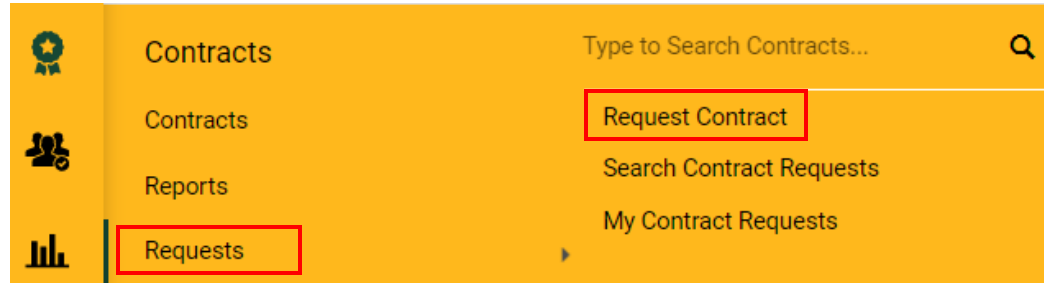 Contracts
Contracts
Reports
Requests
Type to Search Contracts...
Request Contract
Search Contract Requests
My Contract Requests